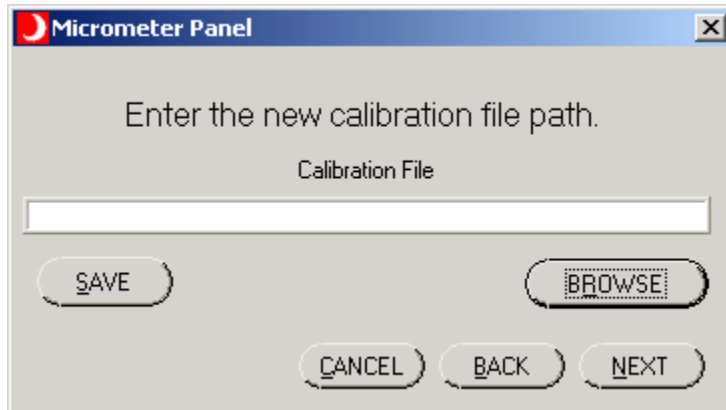 Micrometer Panel
Enter the new calibration file path.
Calibration File
SAVE
BROWSE
CANCEL
BACK
NEXT